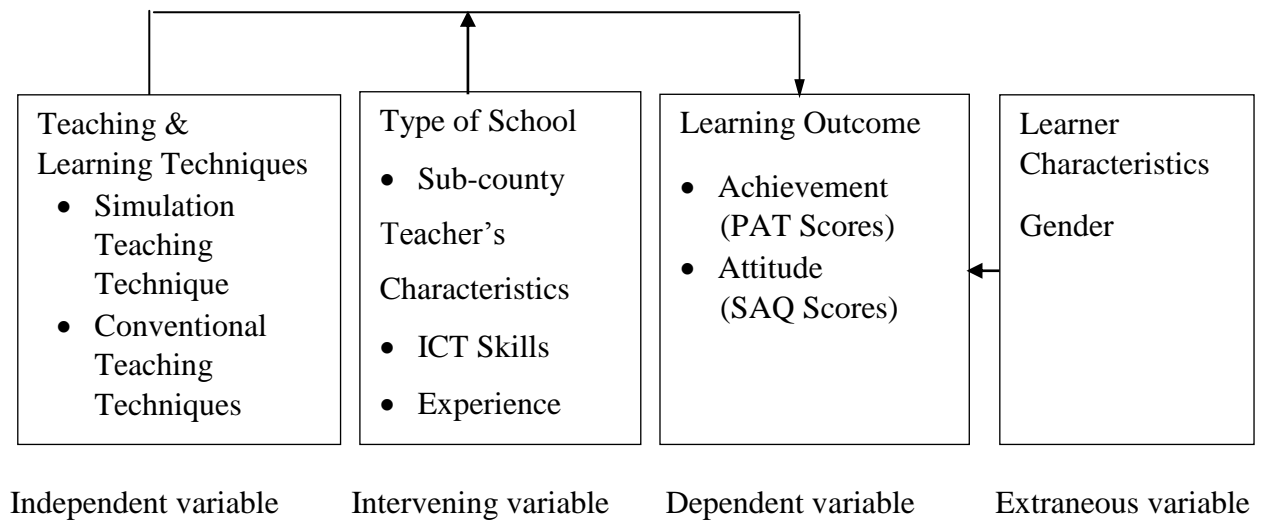 Teaching &
Learning Techniques
• Simulation
Teaching
Technique
• Conventional
Teaching
Techniques
Type of School
• Sub-county
Teacher’s
Characteristics
• ICT Skills
• Experience
Learning Outcome
• Achievement
(PAT Scores)
• Attitude
(SAQ Scores)
Learner
Characteristics
Gender
Independent variable
Intervening variable
Dependent variable
Extraneous variable